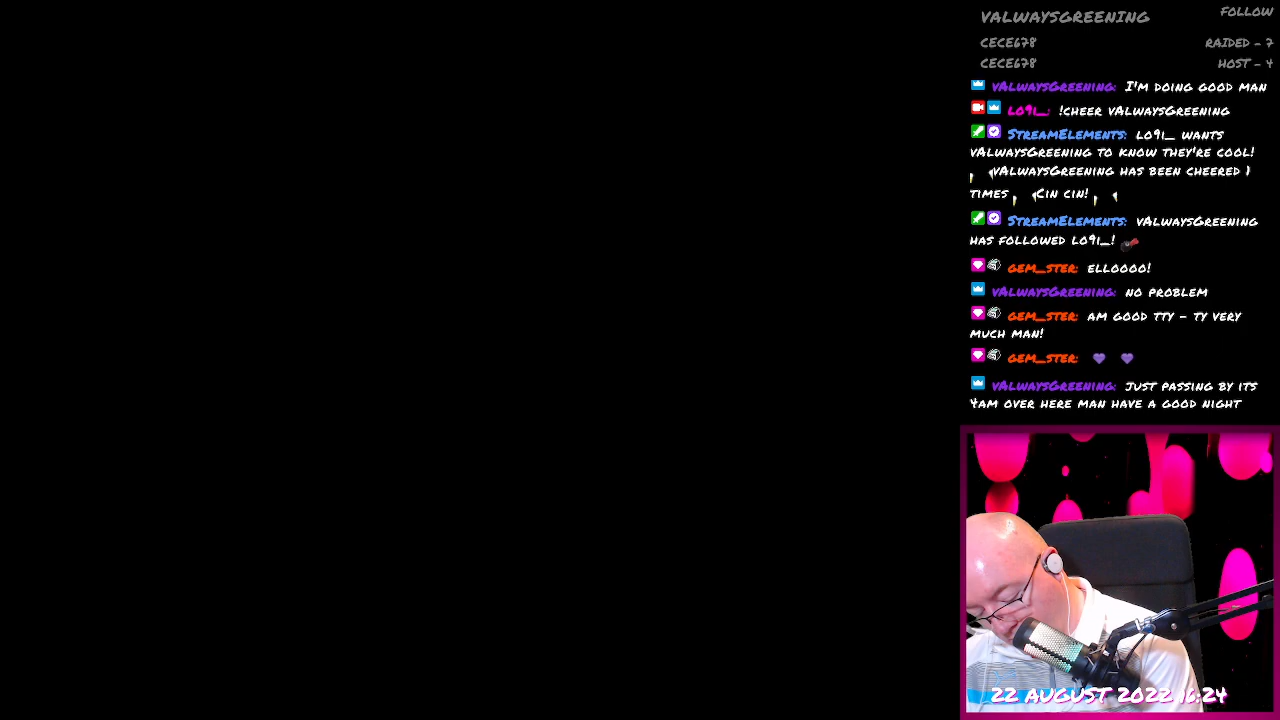 VALWAYSGREENING FOLLOW
CECE678 RAIDED - 7
CECE678 HOST - 4
VALWAYSGREENING: I'M DOING GOOD MAN
LO9I_: !CHEER VALWAYSGREENING
STREAMELEMENTS: LO9I_ WANTS
VALWAYSGREENING TO KNOW THEY'RE COOL!
VALWAYSGREENING HAS BEEN CHEERED 1
TIMES CIN CIN!
STREAMELEMENTS: VALWAYSGREENING
HAS FOLLOWED LO9I_!
GEM_STER: ELLOOOO!
VALWAYSGREENING: NO PROBLEM
GEM_STER: AM GOOD TTY - TY VERY
MUCH MAN!
GEM_STER:
VALWAYSGREENING: JUST PASSING BY ITS
4AM OVER HERE MAN HAVE A GOOD NIGHT
22 AUGUST 2022 16:24